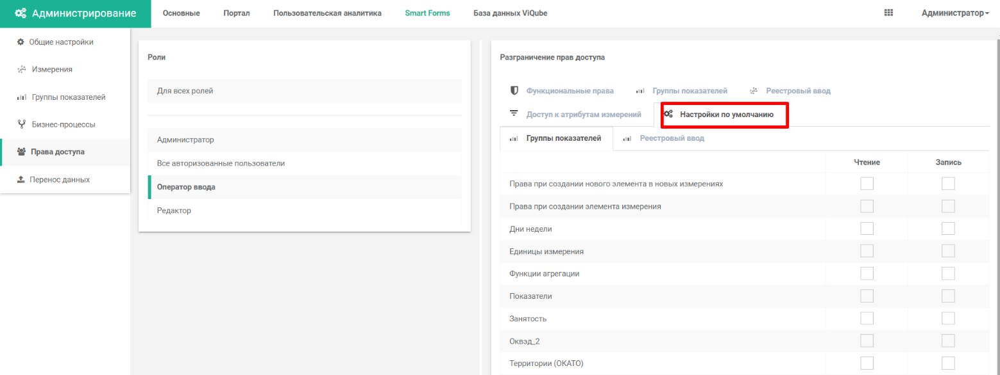 Администрирование
Основные
Портал
Пользовательская аналитика
Smart Forms
База данных ViQube
Администратор
Общие настройки
Измерения
Группы показателей
Бизнес-процессы
Права доступа
Перенос данных
Роли
Для всех ролей
Администратор
Все авторизованные пользователи
Оператор ввода
Редактор
Разграничение прав доступа
Функциональные права
Группы показателей
Реестровый ввод
Доступ к атрибутам измерений
Настройки по умолчанию
Группы показателей
Реестровый ввод
Чтение
Запись
Права при создании нового элемента в новых измерениях
Права при создании элемента измерения
Дни недели
Единицы измерения
Функции агрегации
Показатели
Занятость
Оквэд_2
Территории (ОКАТО)